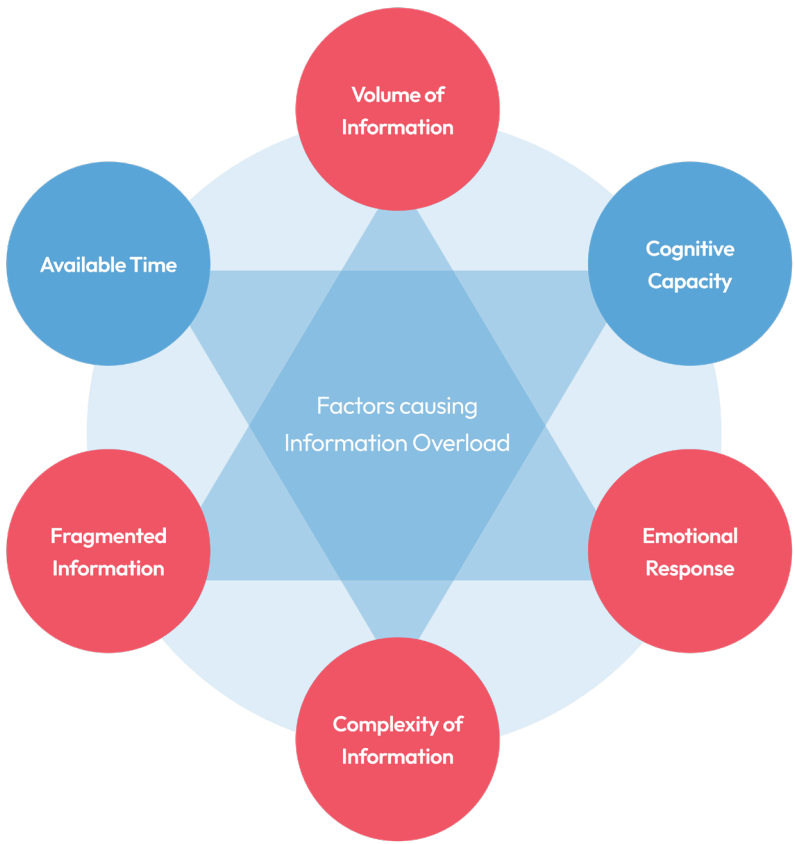 Volume of
Information
Available Time
Cognitive
Capacity
Factors causing
Information Overload
Fragmented
Information
Emotional
Response
Complexity of
Information